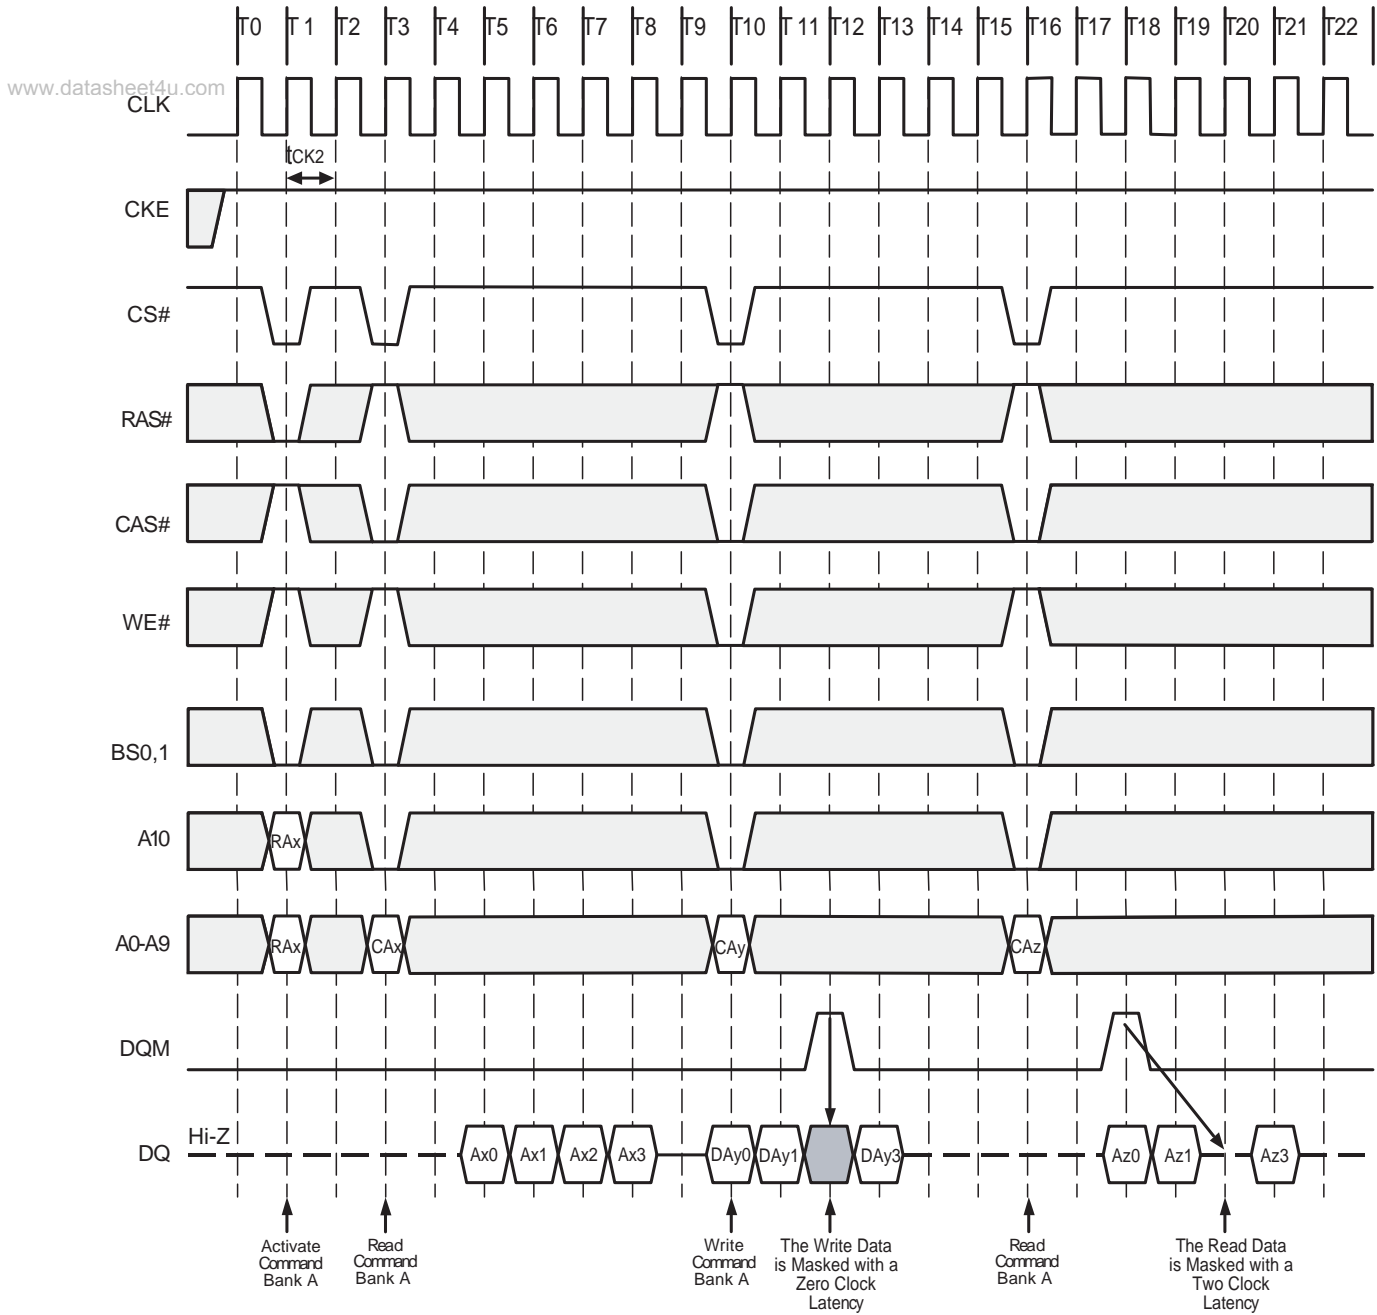 T0 T 1 T2 T3 T4 T5 T6 T7 T8 T9 T10 T 11 T12 T13 T14 T15 T16 T17 T18 T19 T20 T21 T22
www.datasheet4u.com
CLK
tCK2
CKE
CS#
RAS#
CAS#
WE#
BS0,1
A10
RAx
A0-A9
RAx CAx CAy CAz
DQM
Hi-Z
DQ
Ax0 Ax1 Ax2 Ax3 DAy0 DAy1 DAy3 Az0 Az1 Az3
Activate
Command
Bank A
Read
Command
Bank A
Write
Command
Bank A
The Write Data
is Masked with a
Zero Clock
Latency
Read
Command
Bank A
The Read Data
is Masked with a
Two Clock
Latency